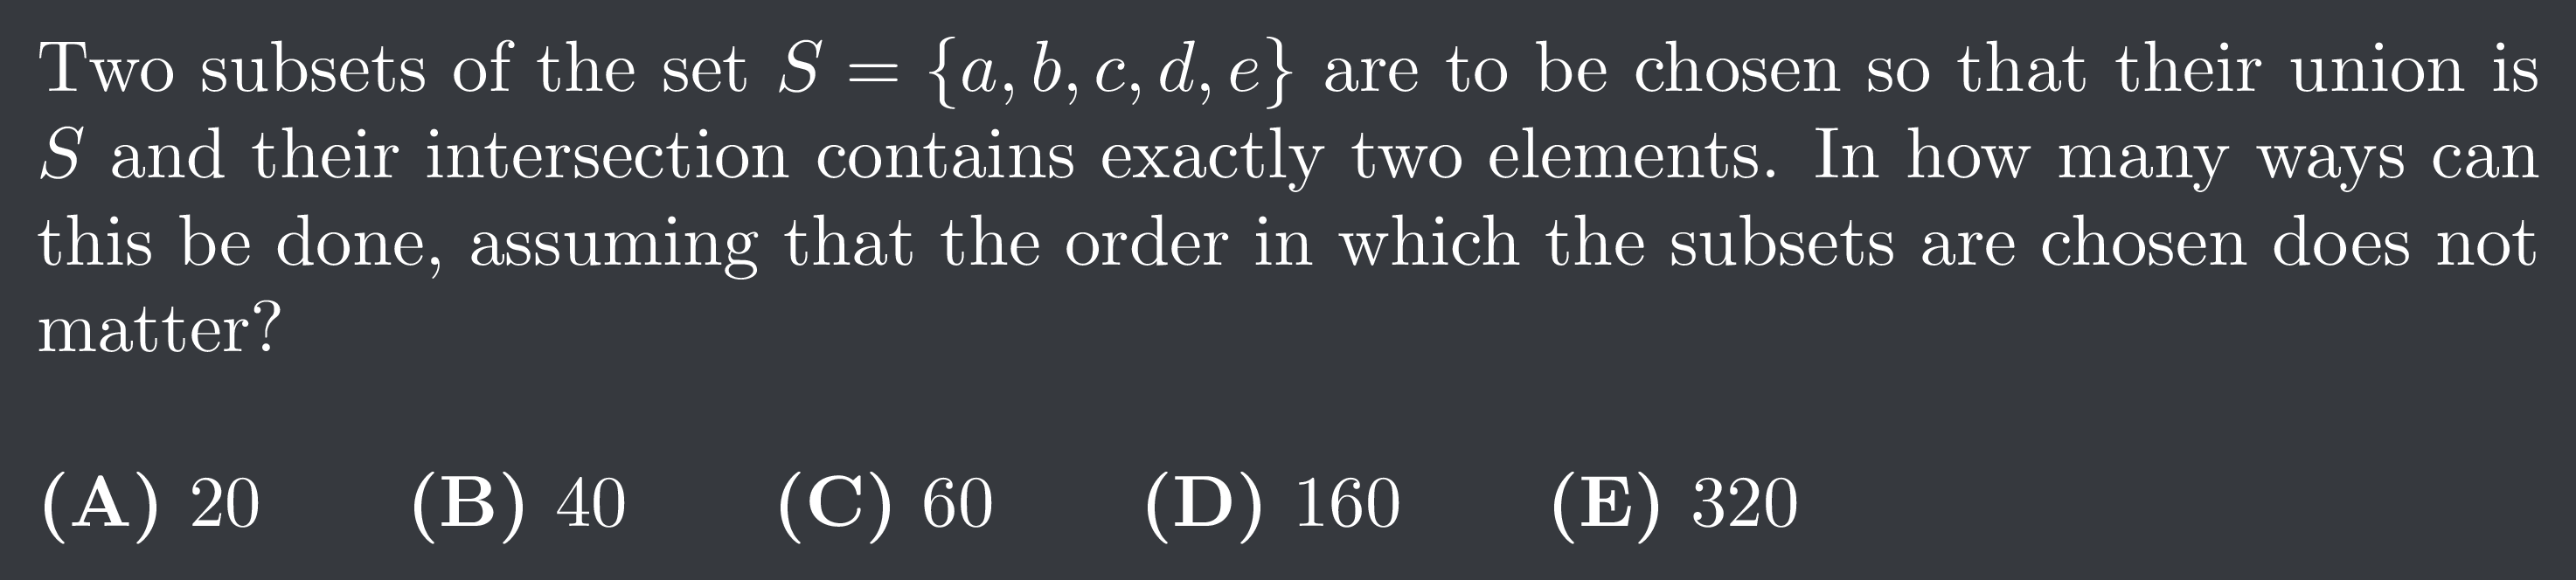 Two subsets of the set S = {a, b, c, d, e} are to be chosen so that their union is
S and their intersection contains exactly two elements. In how many ways can
this be done, assuming that the order in which the subsets are chosen does not
matter?
(A) 20 (B) 40 (C) 60 (D) 160 (E) 320